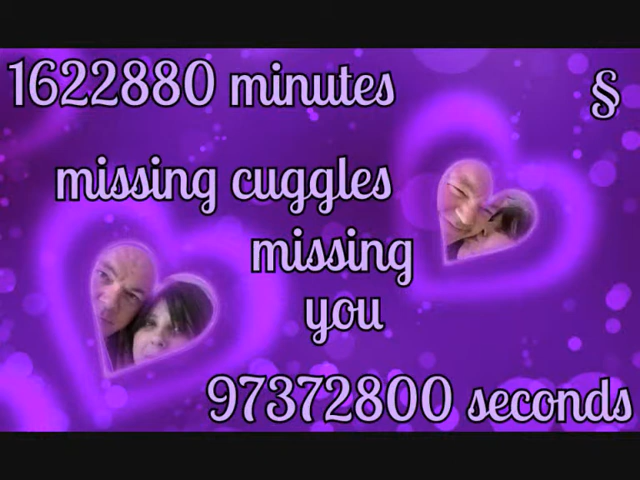 1622880 minutes
§
missing cuggles
missing
you
97372800 seconds